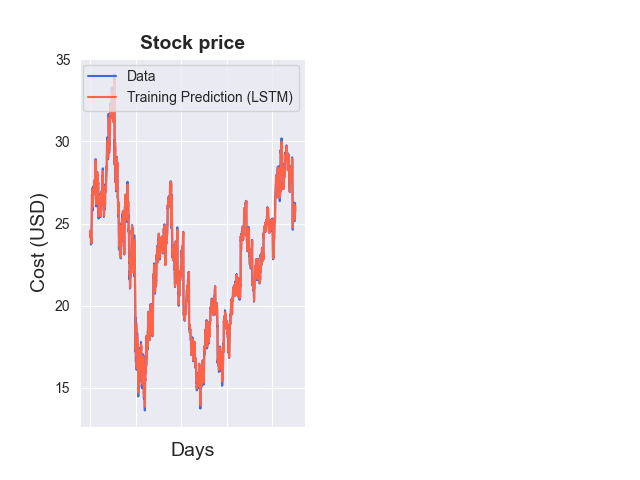 Stock price
35
Data
Training Prediction (LSTM)
30
25
20
15
Cost (USD)
Days